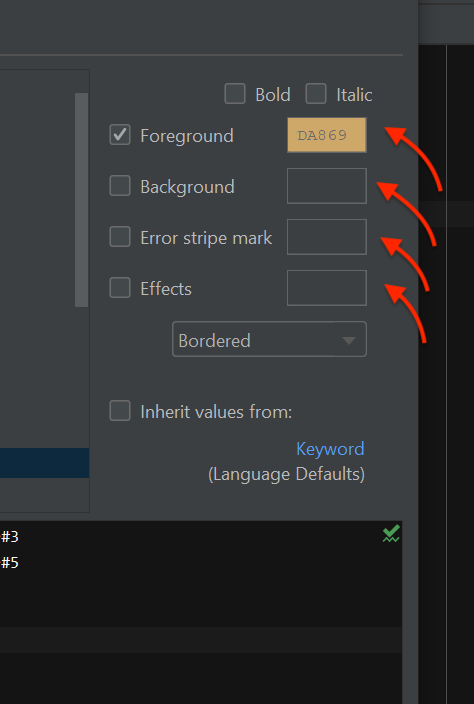 Bold Italic
Foreground DA869
Background
Error stripe mark
Effects
Bordered
Inherit values from:
Keyword
(Language Defaults)
#3
#5